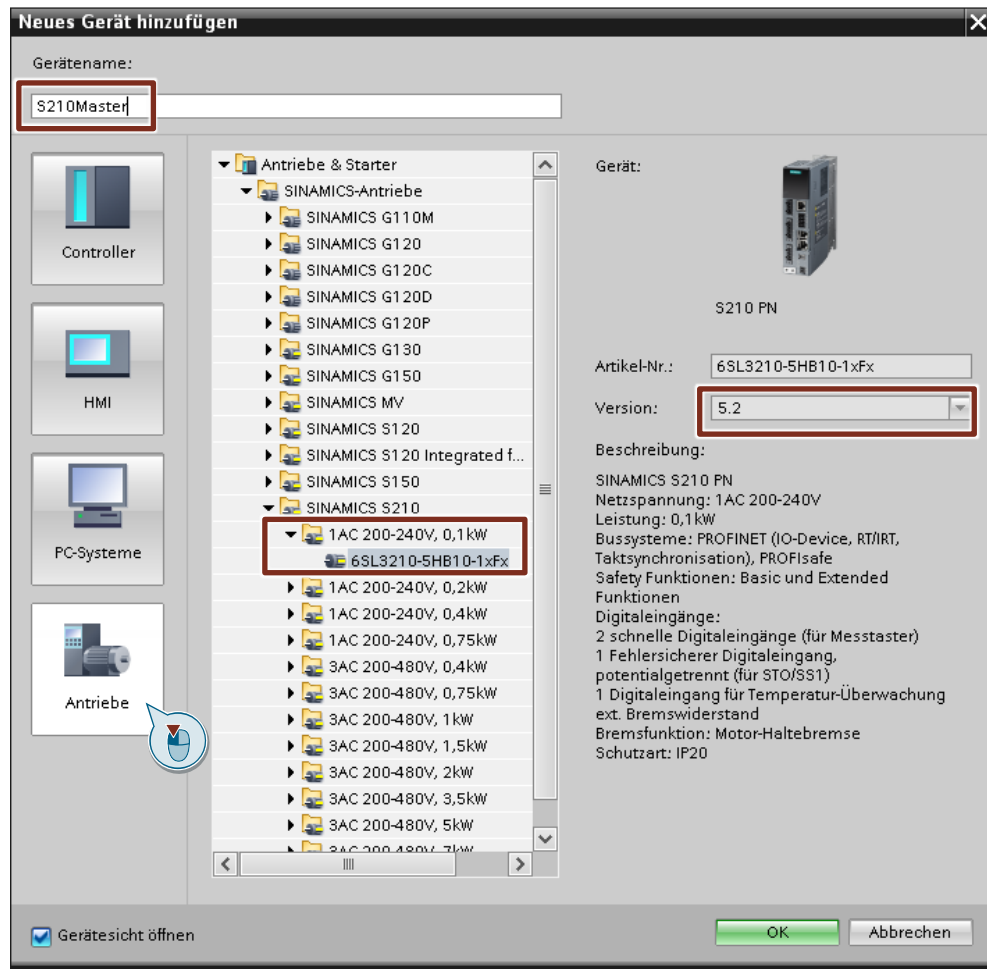 Neues Gerät hinzufügen
Gerätename:
S210Master
Controller
HMI
PC-Systeme
Antriebe
Antriebe & Starter
SINAMICS-Antriebe
SINAMICS G110M
SINAMICS G120
SINAMICS G120C
SINAMICS G120D
SINAMICS G120P
SINAMICS G130
SINAMICS G150
SINAMICS MV
SINAMICS S120
SINAMICS S120 Integrated f...
SINAMICS S150
SINAMICS S210
1AC 200-240V, 0,1kW
6SL3210-5HB10-1xFx
1AC 200-240V, 0,2kW
1AC 200-240V, 0,4kW
1AC 200-240V, 0,75kW
3AC 200-480V, 0,4kW
3AC 200-480V, 0,75kW
3AC 200-480V, 1kW
3AC 200-480V, 1,5kW
3AC 200-480V, 2kW
3AC 200-480V, 3,5kW
3AC 200-480V, 5kW
3AC 200-480V, 7kW
Gerät:
S210 PN
Artikel-Nr.: 6SL3210-5HB10-1xFx
Version: 5.2
Beschreibung:
SINAMICS S210 PN
Netzspannung: 1AC 200-240V
Leistung: 0,1kW
Bussysteme: PROFINET (IO-Device, RT/IRT,
Taktsynchronisation), PROFIsafe
Safety Funktionen: Basic und Extended
Funktionen
Digitaleingänge:
2 schnelle Digitaleingänge (für Messtaster)
1 Fehlersicherer Digitaleingang,
potentialgetrennt (für STO/SS1)
1 Digitaleingang für Temperatur-Überwachung
ext. Bremswiderstand
Bremsfunktion: Motor-Haltebremse
Schutzart: IP20
Gerätesicht öffnen
OK
Abbrechen